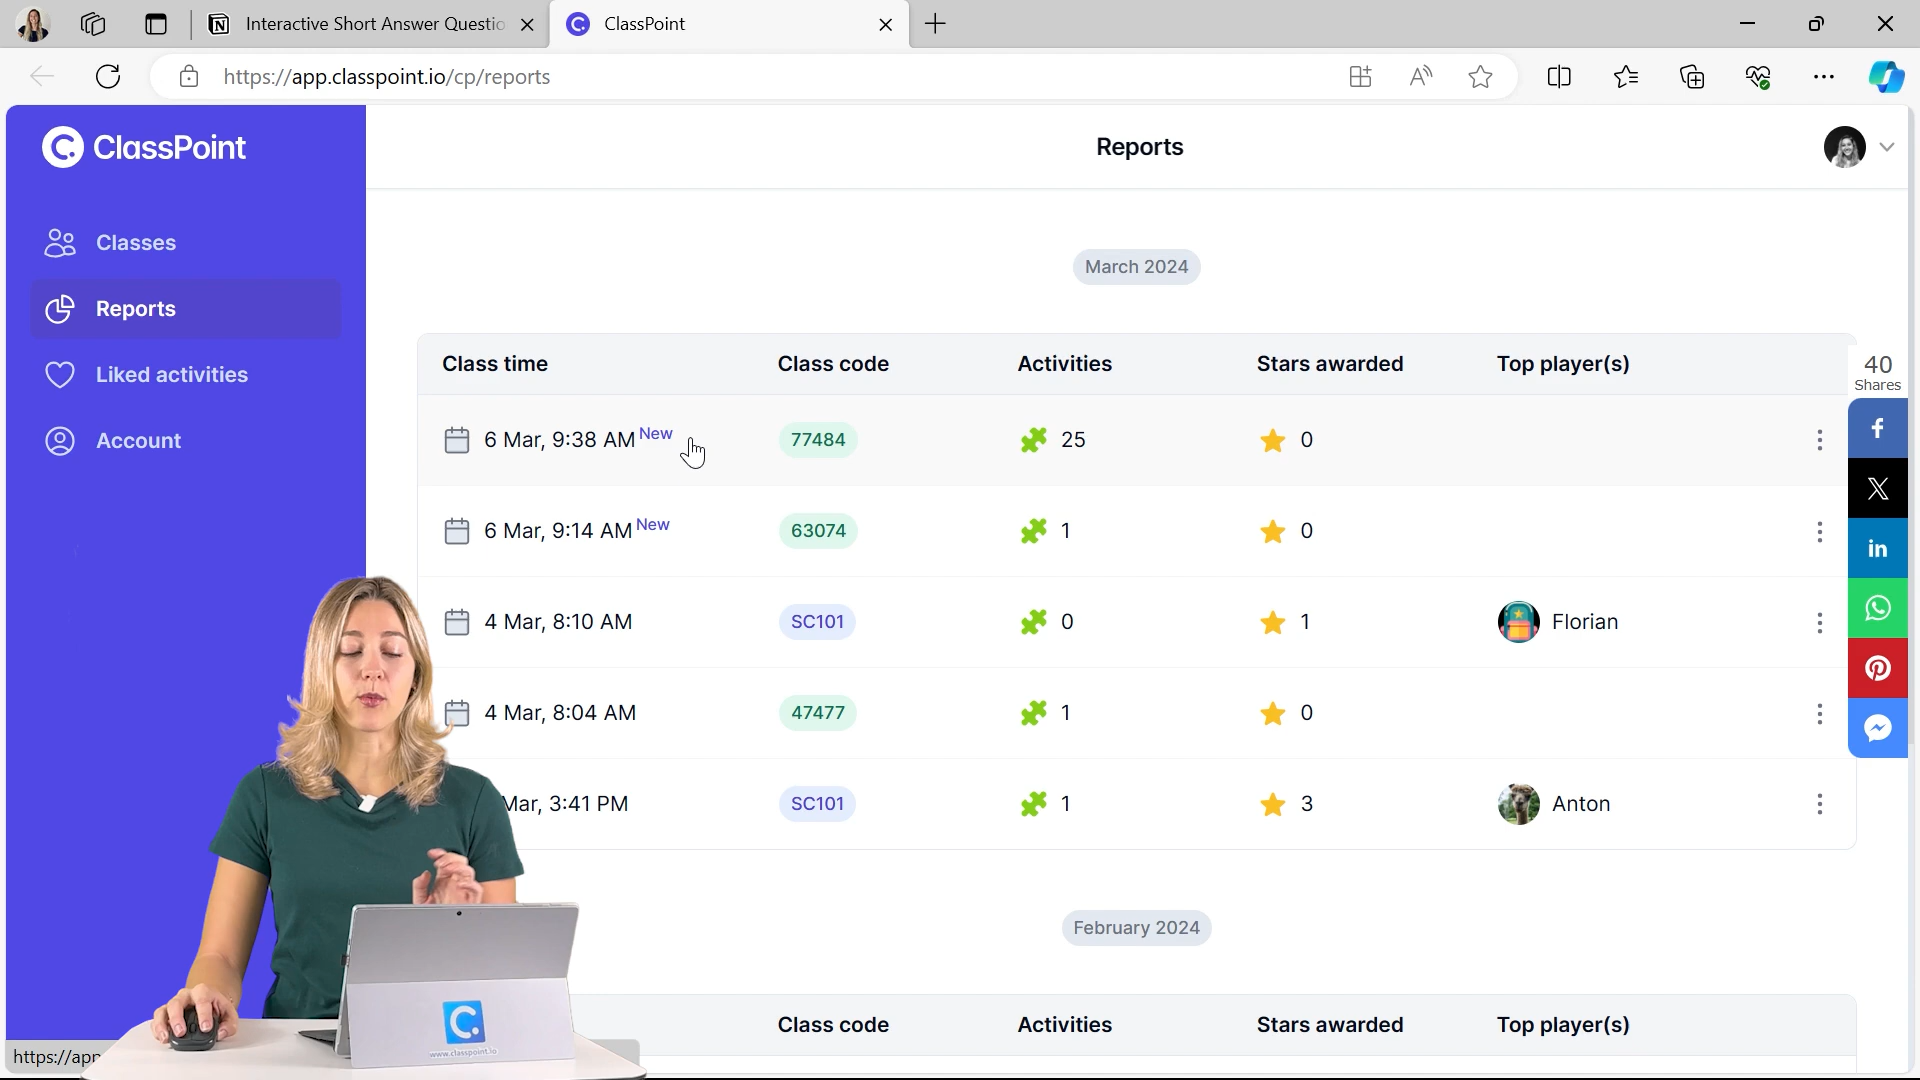 Interactive Short Answer Questio
ClassPoint
https://app.classpoint.io/cp/reports
ClassPoint
Reports
Classes
Reports
Liked activities
Account
March 2024
Class time Class code Activities Stars awarded Top player(s)
6 Mar, 9:38 AM New 77484 25 0
6 Mar, 9:14 AM New 63074 1 0
4 Mar, 8:10 AM SC101 0 1 Florian
4 Mar, 8:04 AM 47477 1 0
Mar, 3:41 PM SC101 1 3 Anton
40
Shares
February 2024
Class code Activities Stars awarded Top player(s)
https://app
www.classpoint.io